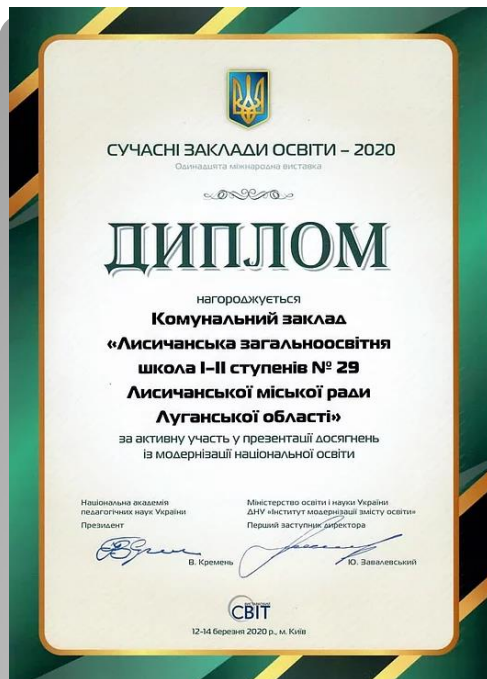 СУЧАСНІ ЗАКЛАДИ ОСВІТИ – 2020
Одинадцята міжнародна виставка
ДИПЛОМ
нагороджується
Комунальний заклад
«Лисичанська загальноосвітня
школа І–ІІ ступенів № 29
Лисичанської міської ради
Луганської області»
за активну участь у презентації досягнень
із модернізації національної освіти
Національна академія
педагогічних наук України
Президент
В. Кремень
Міністерство освіти і науки України
ДНУ «Інститут модернізації змісту освіти»
Перший заступник директора
Ю. Завалевський
СВІТ
12-14 березня 2020 р., м. Київ